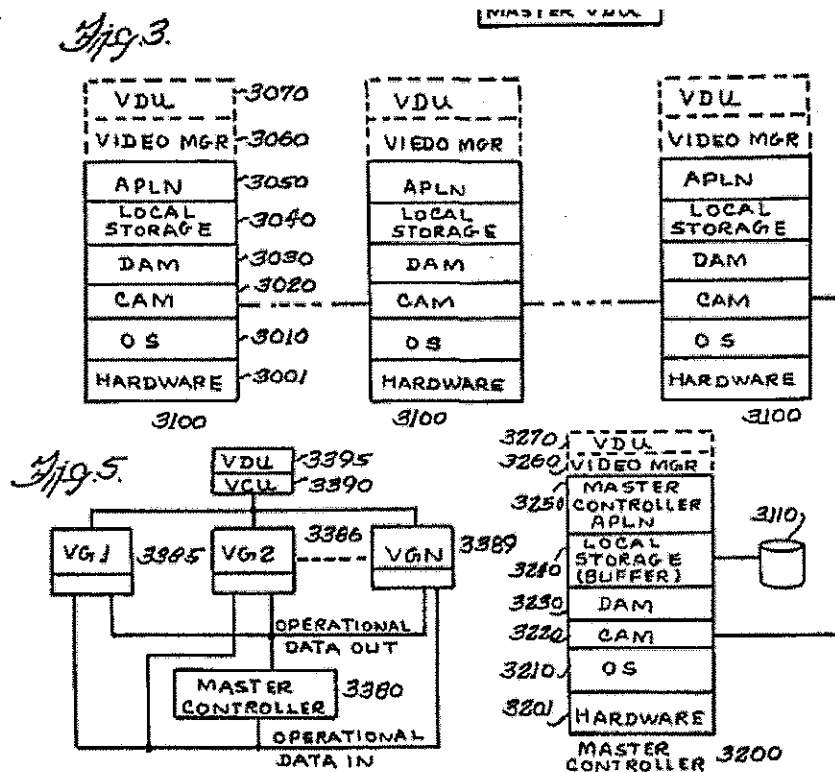 MASTER VDU
Fig.3.
VDU 3070
VIDEO MGR 3060
APLN 3050
LOCAL STORAGE 3040
DAM 3030
CAM 3020
OS 3010
HARDWARE 3001
3100
VDU
VIEDO MGR
APLN
LOCAL STORAGE
DAM
CAM
OS
HARDWARE
3100
VDU
VIDEO MGR
APLN
LOCAL STORAGE
DAM
CAM
OS
HARDWARE
3100
Fig.5.
VDU 3395
VCU 3390
VG1 3385
VG2 3386
VGN 3389
OPERATIONAL
DATA OUT
MASTER
CONTROLLER 3380
OPERATIONAL
DATA IN
3270 VDU
3260 VIDEO MGR
3250 MASTER
CONTROLLER
APLN
3240 LOCAL
STORAGE
(BUFFER)
3110
3230 DAM
3220 CAM
3210 OS
3201 HARDWARE
MASTER
CONTROLLER 3200